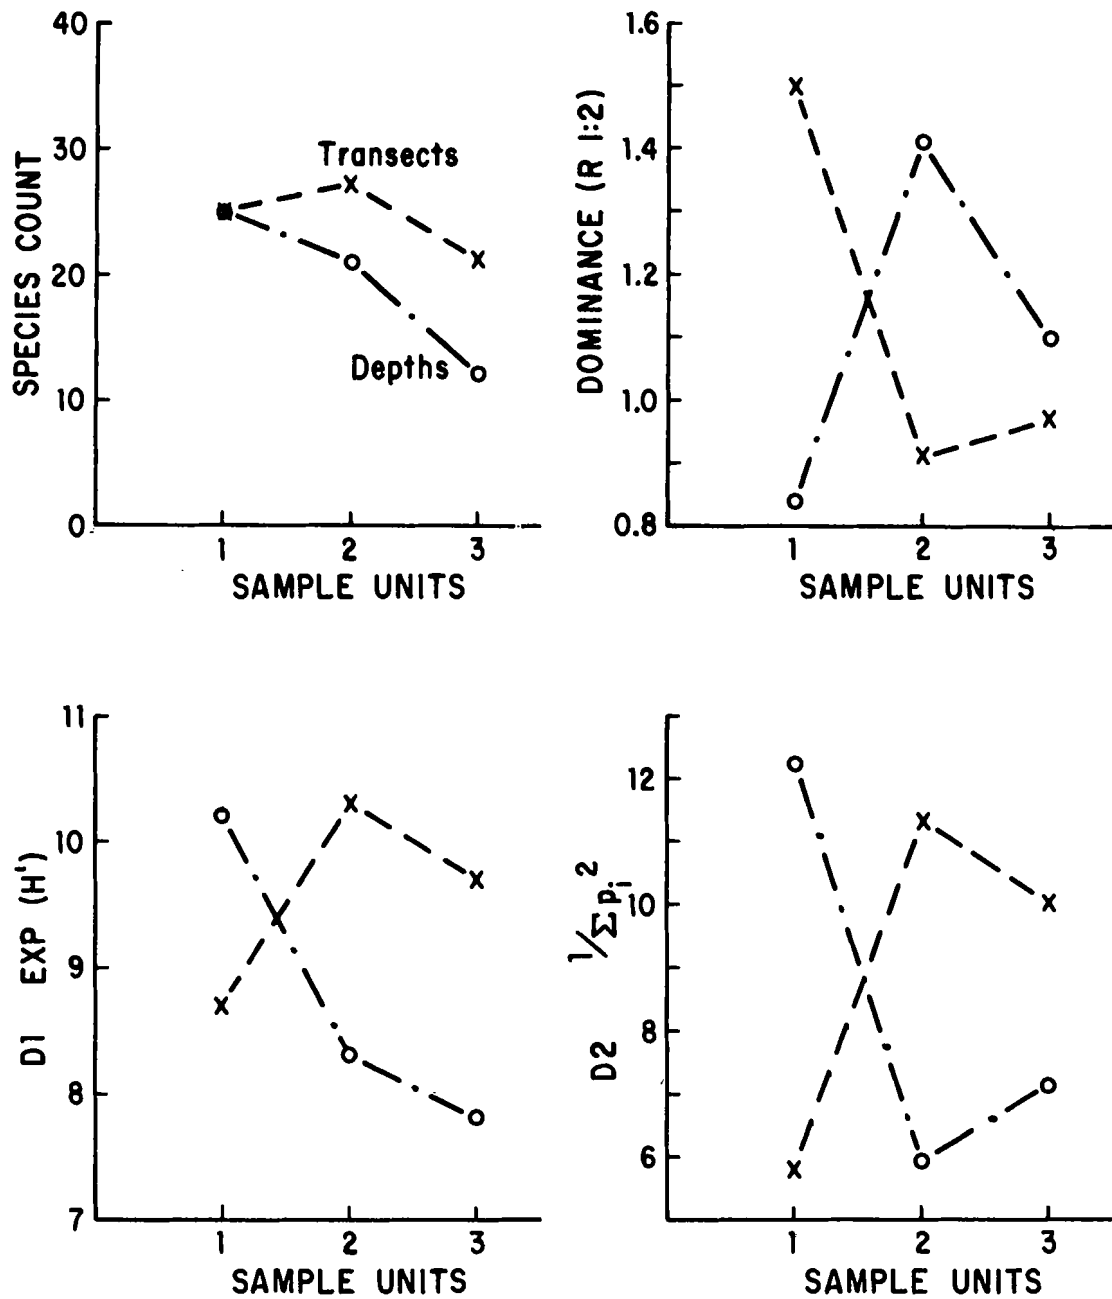 40
30
20
10
0
SPECIES COUNT
Transects
Depths
1 2 3
SAMPLE UNITS
1.6
1.4
1.2
1.0
0.8
DOMINANCE (R 1:2)
1 2 3
SAMPLE UNITS
11
10
9
8
7
D1 EXP (H')
1 2 3
SAMPLE UNITS
12
10
8
6
D2 1/Σpᵢ²
1 2 3
SAMPLE UNITS